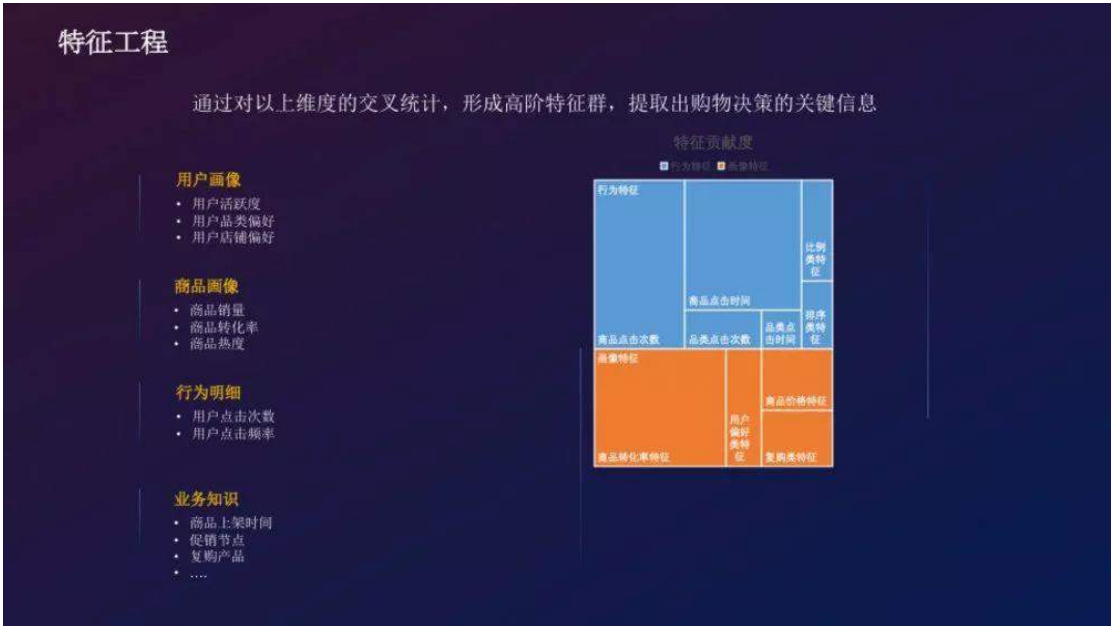 特征工程
通过对以上维度的交叉统计，形成高阶特征群，提取出购物决策的关键信息
用户画像
• 用户活跃度
• 用户品类偏好
• 用户店铺偏好
商品画像
• 商品销量
• 商品转化率
• 商品热度
行为明细
• 用户点击次数
• 用户点击频率
业务知识
• 商品上架时间
• 促销节点
• 复购产品
• ....
特征贡献度
行为特征 画像特征
行为特征
商品点击次数
商品点击时间
品类点击次数
品类点
击时间
比例
类特
征
排序
类特
征
画像特征
商品转化率特征
用户
偏好
类特
征
商品价格特征
复购类特征